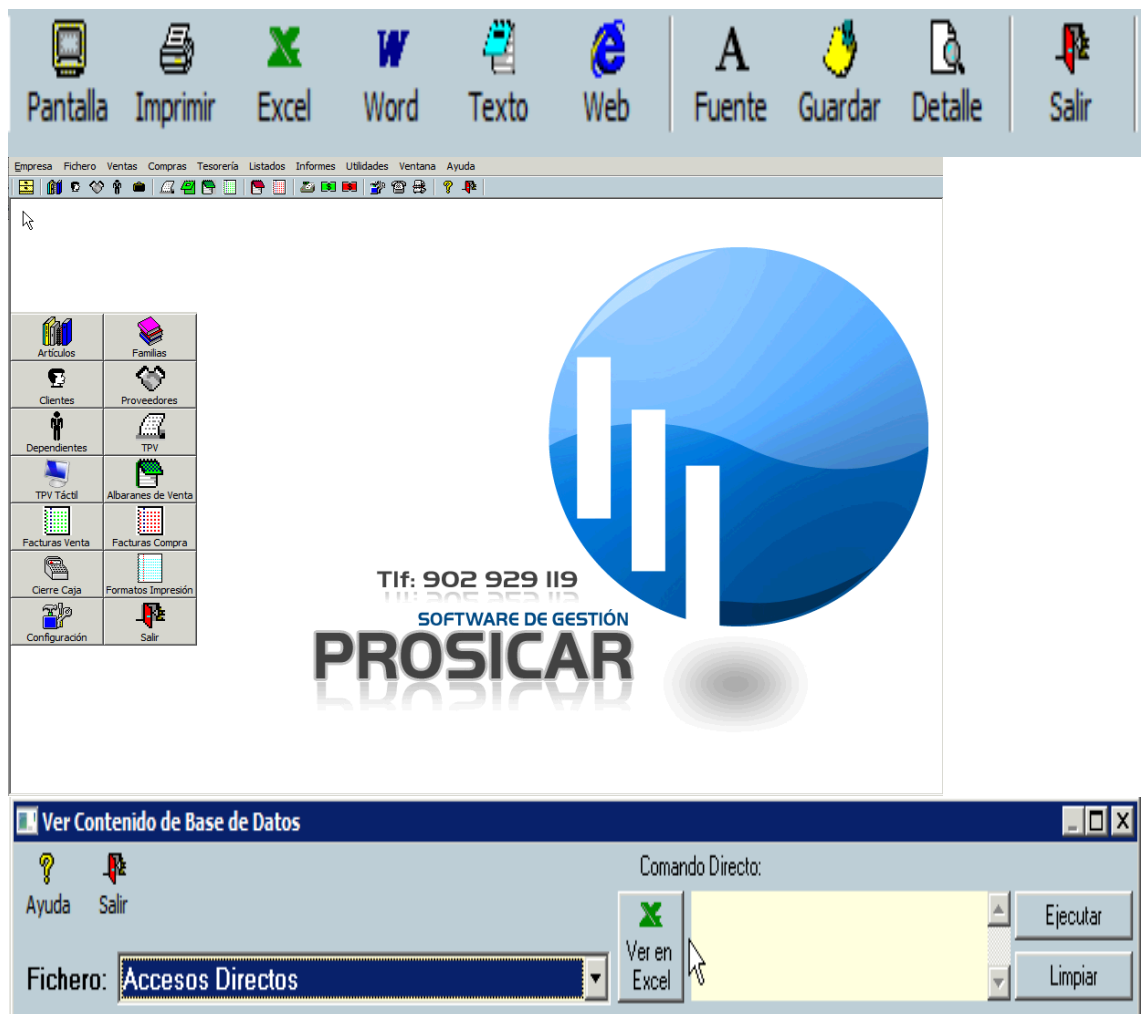 Pantalla Imprimir Excel Word Texto Web Fuente Guardar Detalle Salir
Empresa Fichero Ventas Compras Tesorería Listados Informes Utilidades Ventana Ayuda
Artículos Familias
Clientes Proveedores
Dependientes TPV
TPV Táctil Albaranes de Venta
Facturas Venta Facturas Compra
Cierre Caja Formatos Impresión
Configuración Salir
Tlf: 902 929 119
SOFTWARE DE GESTIÓN
PROSICAR
Ver Contenido de Base de Datos
Ayuda Salir
Comando Directo:
Ver en
Excel
Ejecutar
Limpiar
Fichero: Accesos Directos